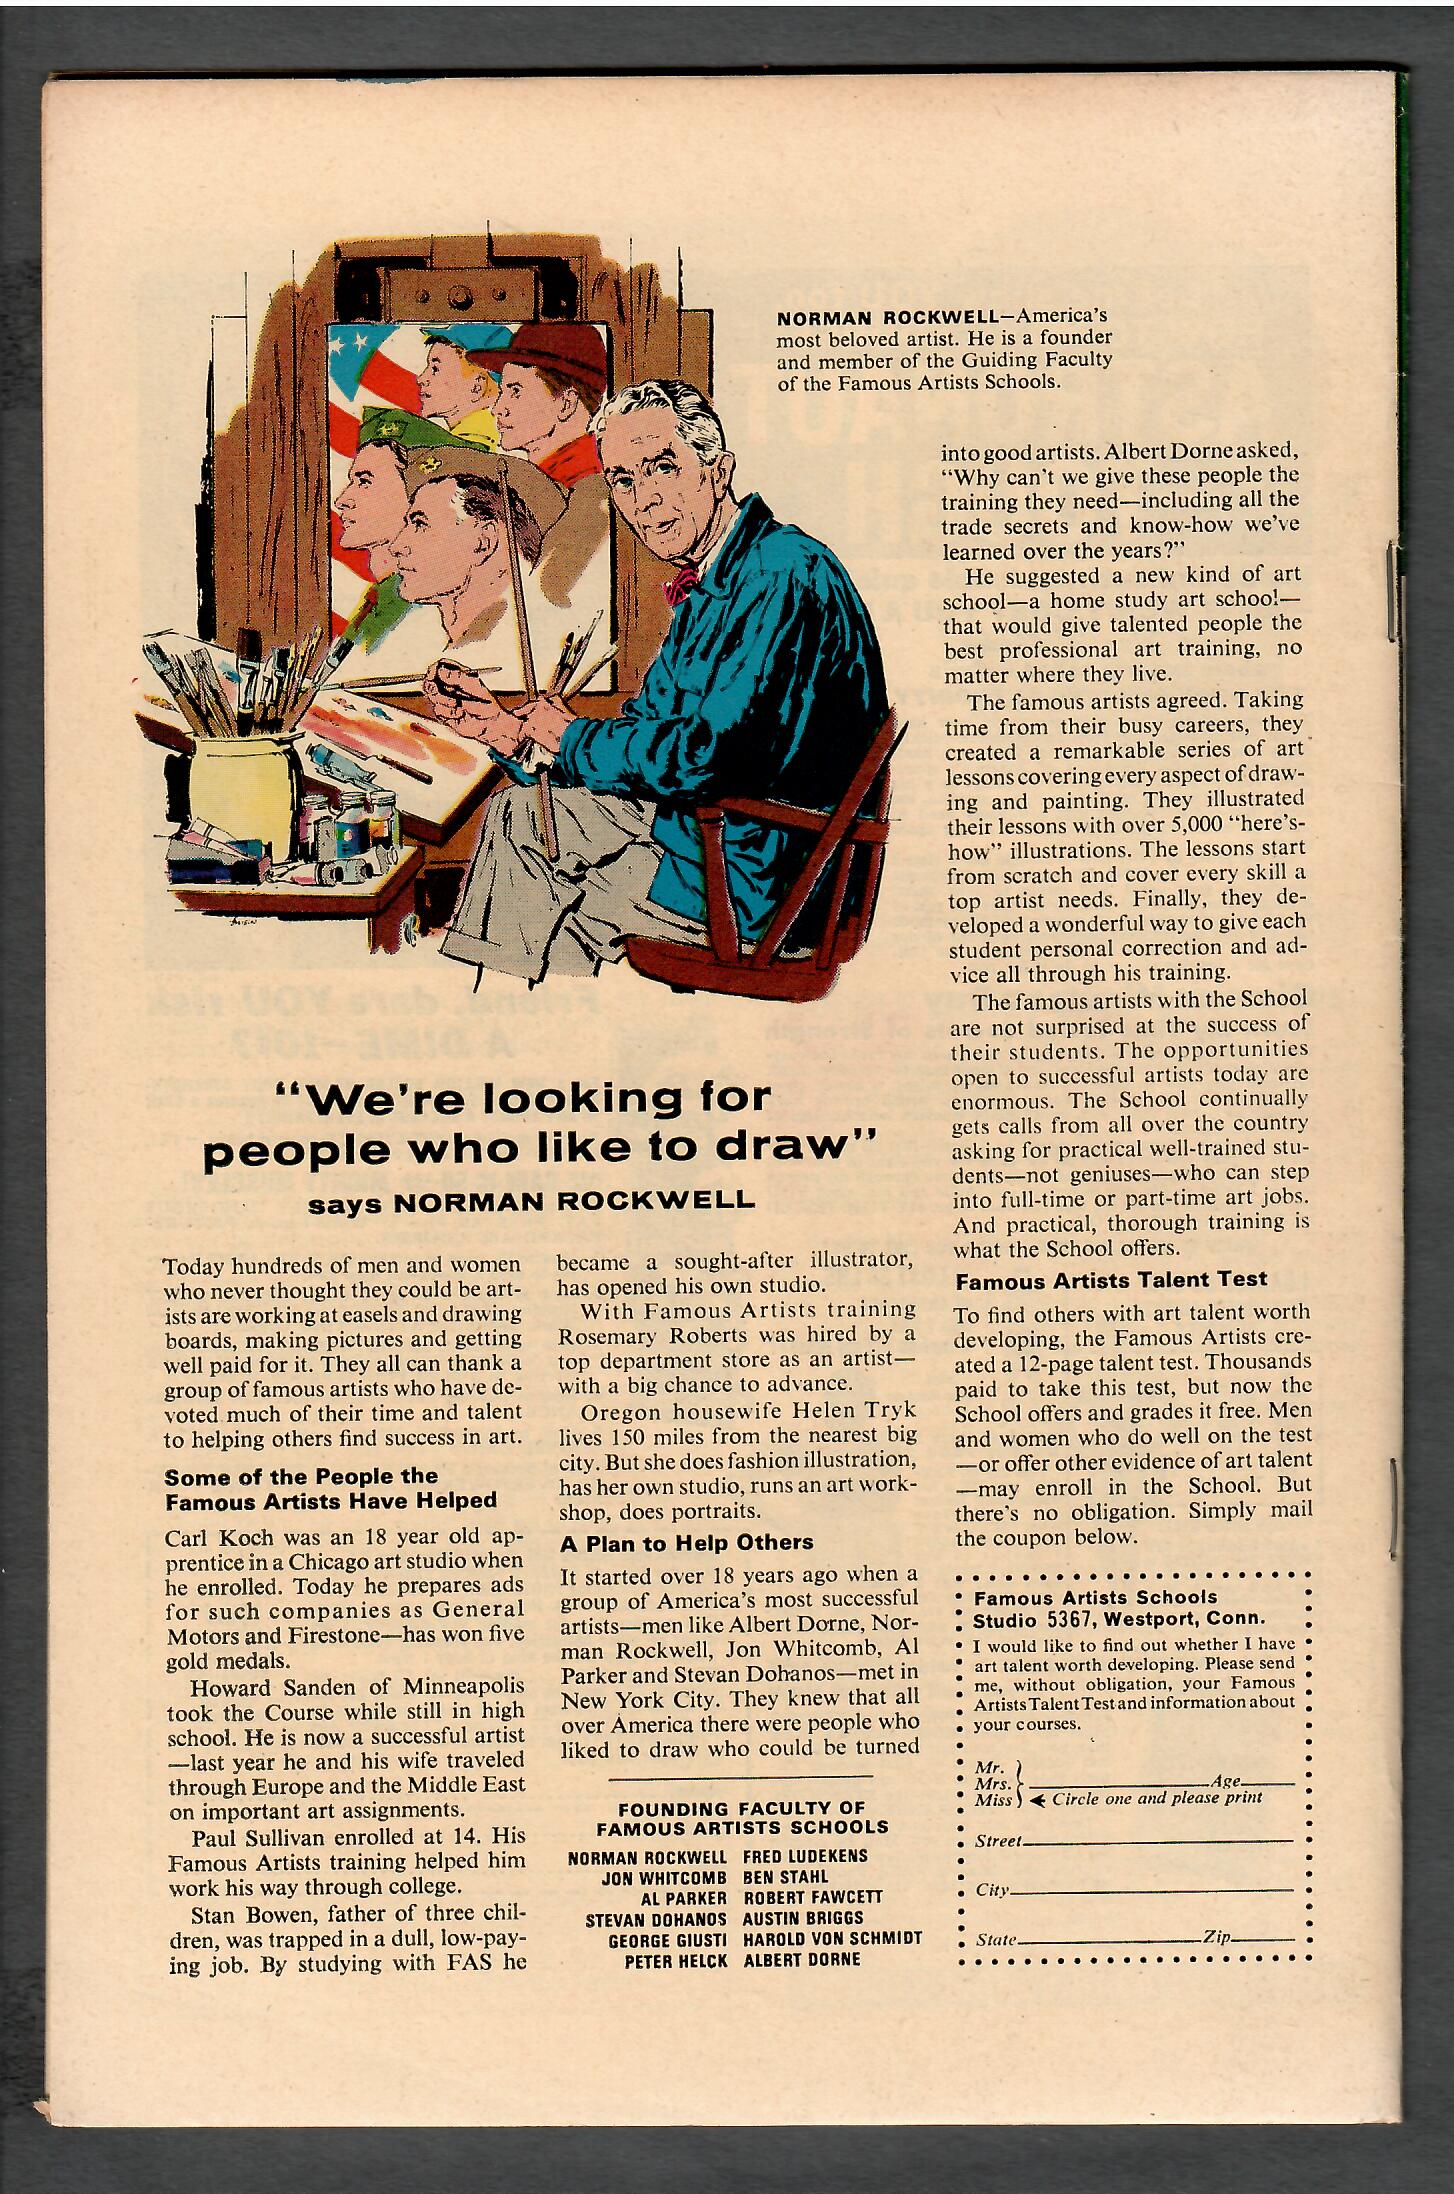 NORMAN ROCKWELL—America's
most beloved artist. He is a founder
and member of the Guiding Faculty
of the Famous Artists Schools.
"We're looking for
people who like to draw"
says NORMAN ROCKWELL
Today hundreds of men and women
who never thought they could be art-
ists are working at easels and drawing
boards, making pictures and getting
well paid for it. They all can thank a
group of famous artists who have de-
voted much of their time and talent
to helping others find success in art.
Some of the People the
Famous Artists Have Helped
Carl Koch was an 18 year old ap-
prentice in a Chicago art studio when
he enrolled. Today he prepares ads
for such companies as General
Motors and Firestone—has won five
gold medals.
Howard Sanden of Minneapolis
took the Course while still in high
school. He is now a successful artist
—last year he and his wife traveled
through Europe and the Middle East
on important art assignments.
Paul Sullivan enrolled at 14. His
Famous Artists training helped him
work his way through college.
Stan Bowen, father of three chil-
dren, was trapped in a dull, low-pay-
ing job. By studying with FAS he
became a sought-after illustrator,
has opened his own studio.
With Famous Artists training
Rosemary Roberts was hired by a
top department store as an artist—
with a big chance to advance.
Oregon housewife Helen Tryk
lives 150 miles from the nearest big
city. But she does fashion illustration,
has her own studio, runs an art work-
shop, does portraits.
A Plan to Help Others
It started over 18 years ago when a
group of America's most successful
artists—men like Albert Dorne, Nor-
man Rockwell, Jon Whitcomb, Al
Parker and Stevan Dohanos—met in
New York City. They knew that all
over America there were people who
liked to draw who could be turned
FOUNDING FACULTY OF
FAMOUS ARTISTS SCHOOLS
NORMAN ROCKWELL FRED LUDEKENS
JON WHITCOMB BEN STAHL
AL PARKER ROBERT FAWCETT
STEVAN DOHANOS AUSTIN BRIGGS
GEORGE GIUSTI HAROLD VON SCHMIDT
PETER HELCK ALBERT DORNE
into good artists. Albert Dorne asked,
"Why can't we give these people the
training they need—including all the
trade secrets and know-how we've
learned over the years?"
He suggested a new kind of art
school—a home study art school—
that would give talented people the
best professional art training, no
matter where they live.
The famous artists agreed. Taking
time from their busy careers, they
created a remarkable series of art
lessons covering every aspect of draw-
ing and painting. They illustrated
their lessons with over 5,000 "here's-
how" illustrations. The lessons start
from scratch and cover every skill a
top artist needs. Finally, they de-
veloped a wonderful way to give each
student personal correction and ad-
vice all through his training.
The famous artists with the School
are not surprised at the success of
their students. The opportunities
open to successful artists today are
enormous. The School continually
gets calls from all over the country
asking for practical well-trained stu-
dents—not geniuses—who can step
into full-time or part-time art jobs.
And practical, thorough training is
what the School offers.
Famous Artists Talent Test
To find others with art talent worth
developing, the Famous Artists cre-
ated a 12-page talent test. Thousands
paid to take this test, but now the
School offers and grades it free. Men
and women who do well on the test
—or offer other evidence of art talent
—may enroll in the School. But
there's no obligation. Simply mail
the coupon below.
Famous Artists Schools
Studio 5367, Westport, Conn.
I would like to find out whether I have
art talent worth developing. Please send
me, without obligation, your Famous
Artists Talent Test and information about
your courses.
Mr.
Mrs. Age
Miss Circle one and please print
Street
City
State Zip